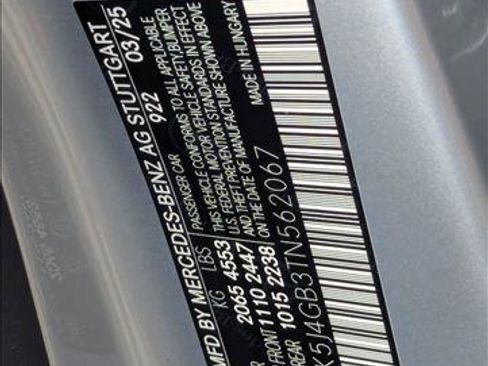 MFD BY MERCEDES-BENZ AG STUTTGART
922 03/25
KG LBS
2065 4553
FRONT 1110 2447
REAR 1015 2238
PASSENGER CAR
THIS VEHICLE CONFORMS TO ALL APPLICABLE
U.S. FEDERAL MOTOR VEHICLE SAFETY/BUMPER
AND THEFT PREVENTION STANDARDS IN EFFECT
ON THE DATE OF MANUFACTURE SHOWN ABOVE
MADE IN HUNGARY
K5J4GB3TN562067